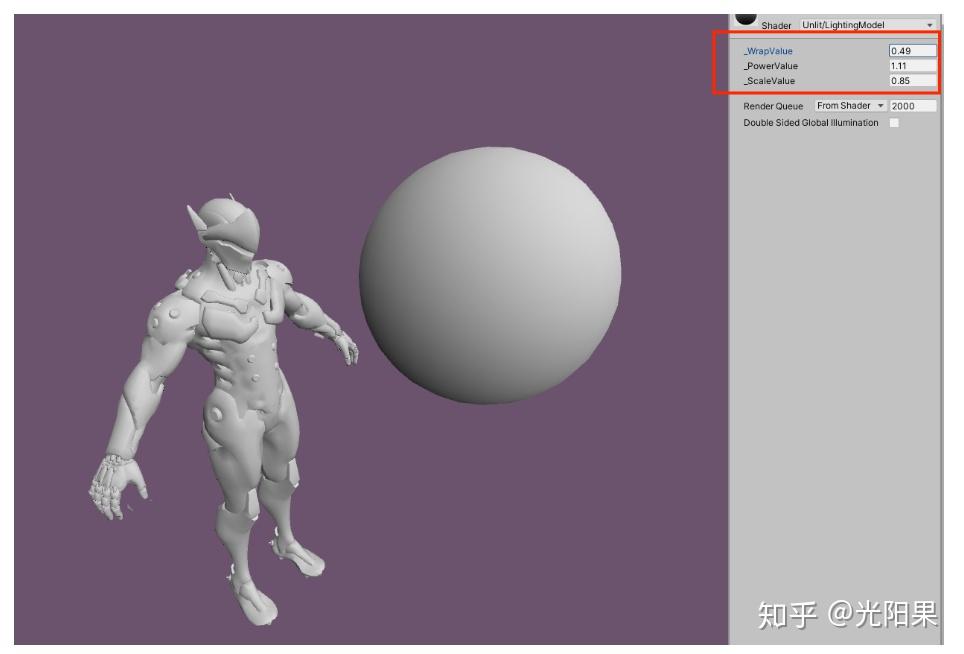 Shader Unlit/LightingModel
_WrapValue 0.49
_PowerValue 1.11
_ScaleValue 0.85
Render Queue From Shader 2000
Double Sided Global Illumination
知乎 @光阳果